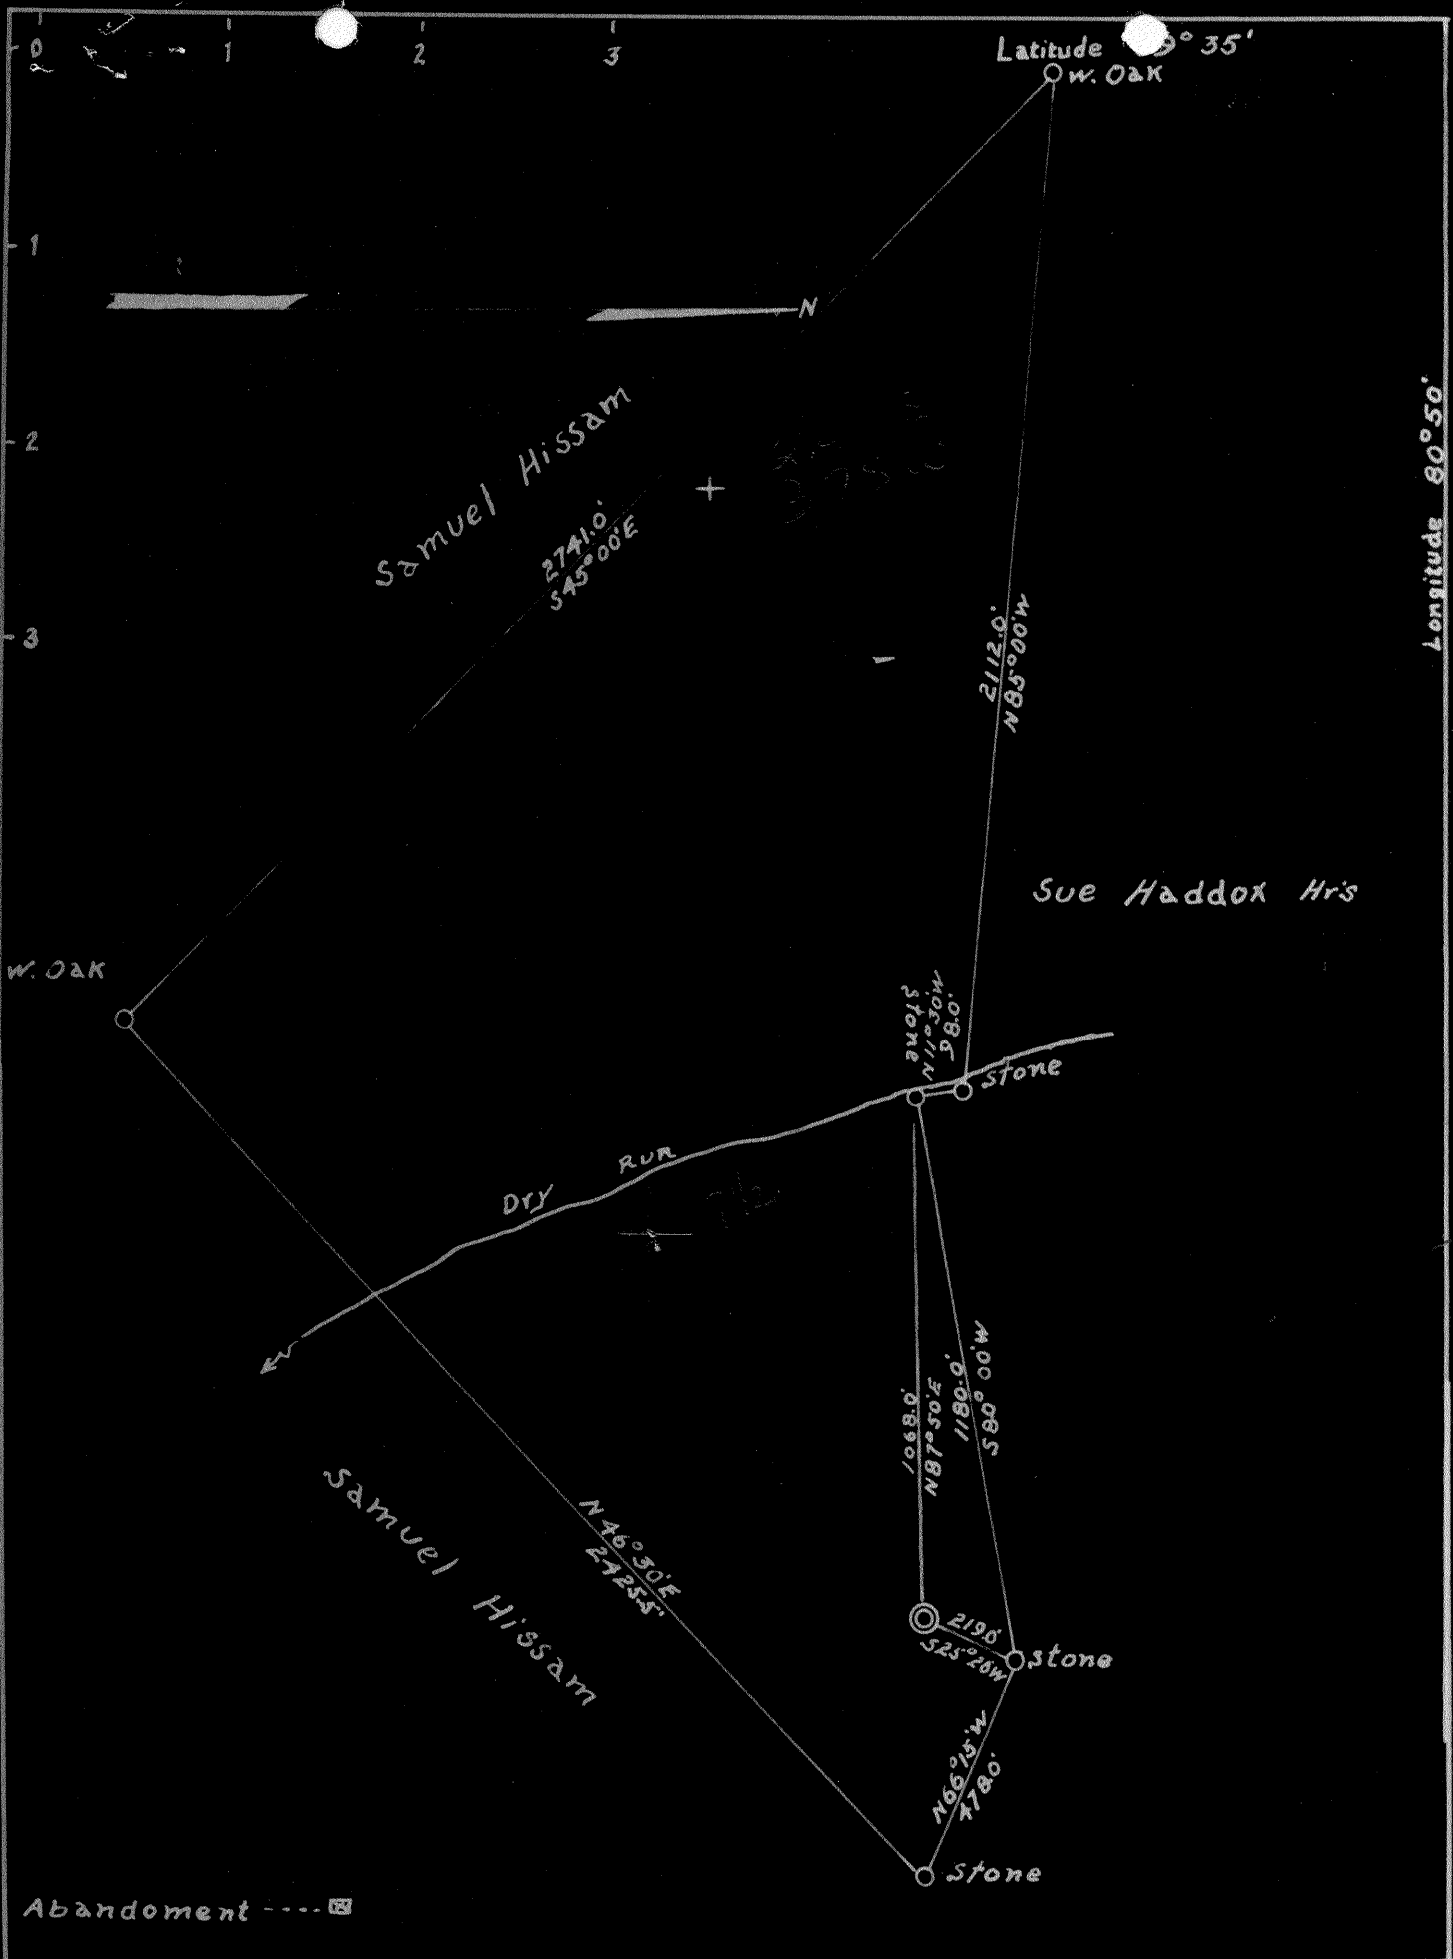 0 1 2 3
Latitude 9° 35'
W. Oak
1
N
2
3
Longitude 80°50'
Samuel Hissam
2741.0'
S45°00'E
2112.0'
N85°00'W
Sue Haddox Hrs
W. Oak
Stone
N11°30'W
98.0'
Stone
Dry Run
1068.0'
N87°50'E
1180.0'
S80°00'W
Samuel Hissam
N46°30'E
2425.5'
219.0'
S25°26'W
Stone
N66°15'W
478.0'
Stone
Abandoment ----